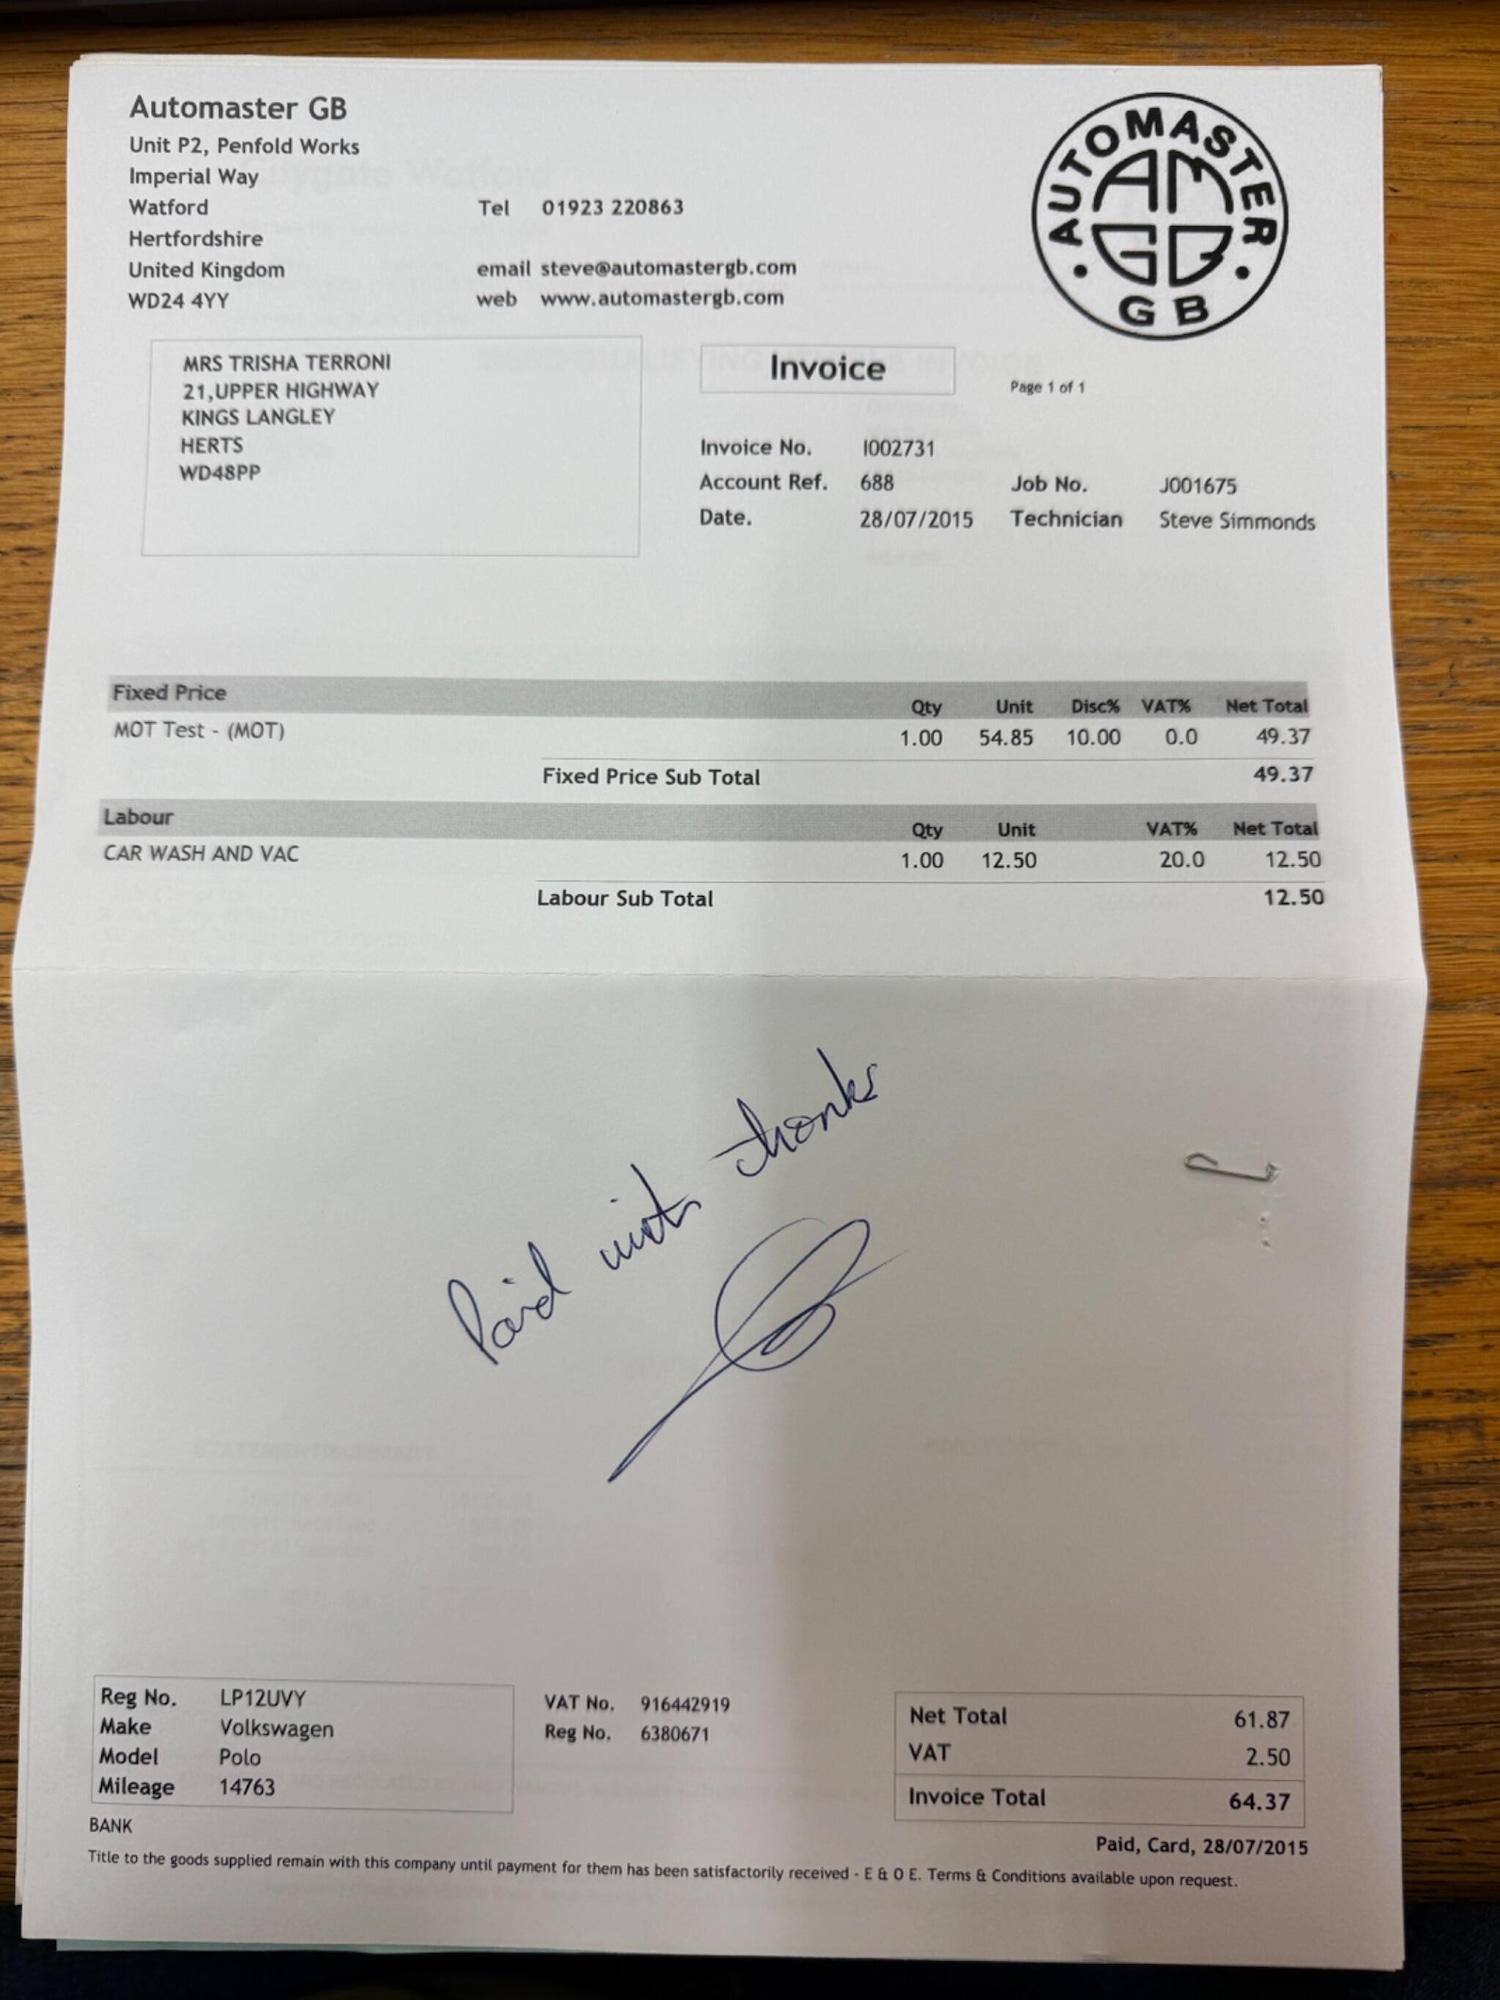 Automaster GB
Unit P2, Penfold Works
Imperial Way
Watford
Tel 01923 220863
Hertfordshire
United Kingdom
email steve@automastergb.com
WD24 4YY
web www.automastergb.com
AUTOMASTER
AM
GB
GB
MRS TRISHA TERRONI
21,UPPER HIGHWAY
KINGS LANGLEY
HERTS
WD48PP
Invoice
Page 1 of 1
Invoice No. I002731
Account Ref. 688 Job No. J001675
Date. 28/07/2015 Technician Steve Simmonds
Fixed Price Qty Unit Disc% VAT% Net Total
MOT Test - (MOT) 1.00 54.85 10.00 0.0 49.37
Fixed Price Sub Total 49.37
Labour Qty Unit VAT% Net Total
CAR WASH AND VAC 1.00 12.50 20.0 12.50
Labour Sub Total 12.50
Paid with thanks
Reg No. LP12UVY
Make Volkswagen
Model Polo
Mileage 14763
VAT No. 916442919
Reg No. 6380671
Net Total 61.87
VAT 2.50
Invoice Total 64.37
BANK
Paid, Card, 28/07/2015
Title to the goods supplied remain with this company until payment for them has been satisfactorily received - E & O E. Terms & Conditions available upon request.